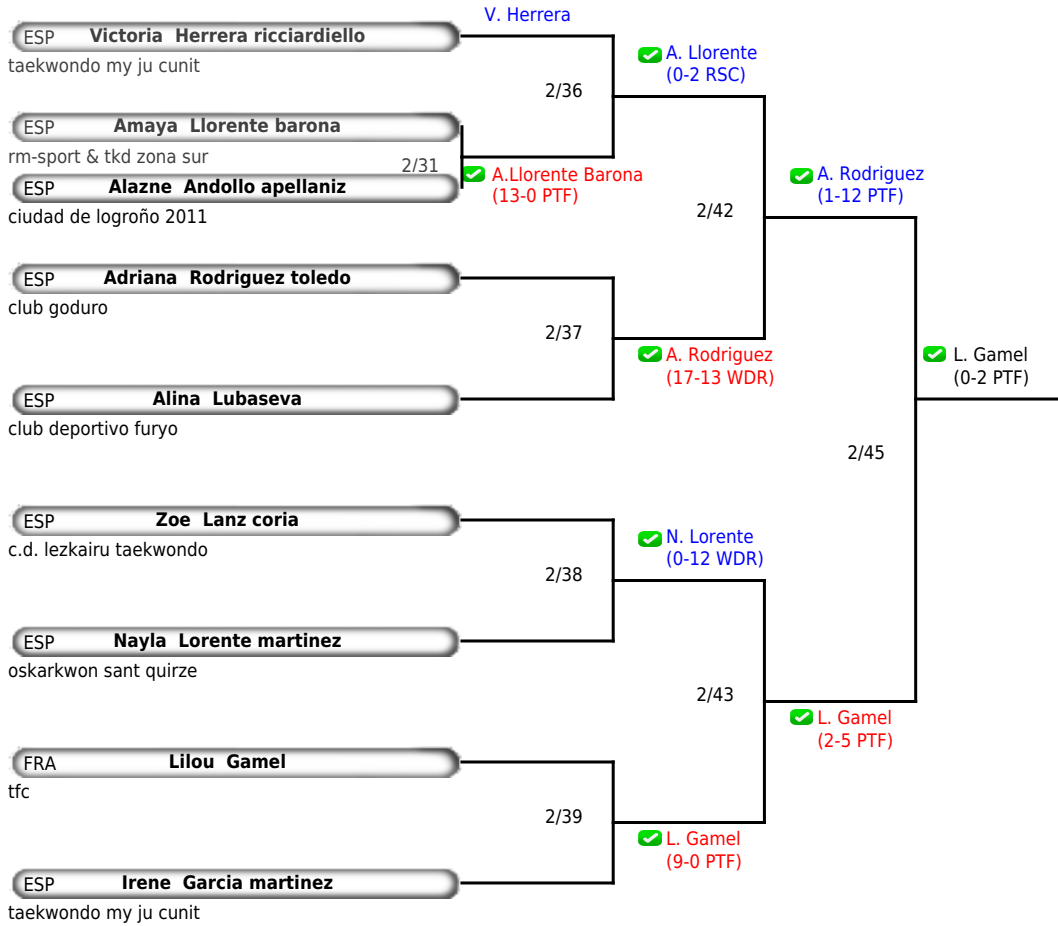 V. Herrera
ESP Victoria Herrera ricciardiello
taekwondo my ju cunit
A. Llorente
(0-2 RSC)
2/36
ESP Amaya Llorente barona
rm-sport & tkd zona sur
2/31
A.Llorente Barona
(13-0 PTF)
ESP Alazne Andollo apellaniz
ciudad de logroño 2011
A. Rodriguez
(1-12 PTF)
2/42
ESP Adriana Rodriguez toledo
club goduro
2/37
A. Rodriguez
(17-13 WDR)
L. Gamel
(0-2 PTF)
ESP Alina Lubaseva
club deportivo furyo
2/45
ESP Zoe Lanz coria
c.d. lezkairu taekwondo
N. Lorente
(0-12 WDR)
2/38
ESP Nayla Lorente martinez
oskarkwon sant quirze
2/43
L. Gamel
(2-5 PTF)
FRA Lilou Gamel
tfc
2/39
L. Gamel
(9-0 PTF)
ESP Irene Garcia martinez
taekwondo my ju cunit